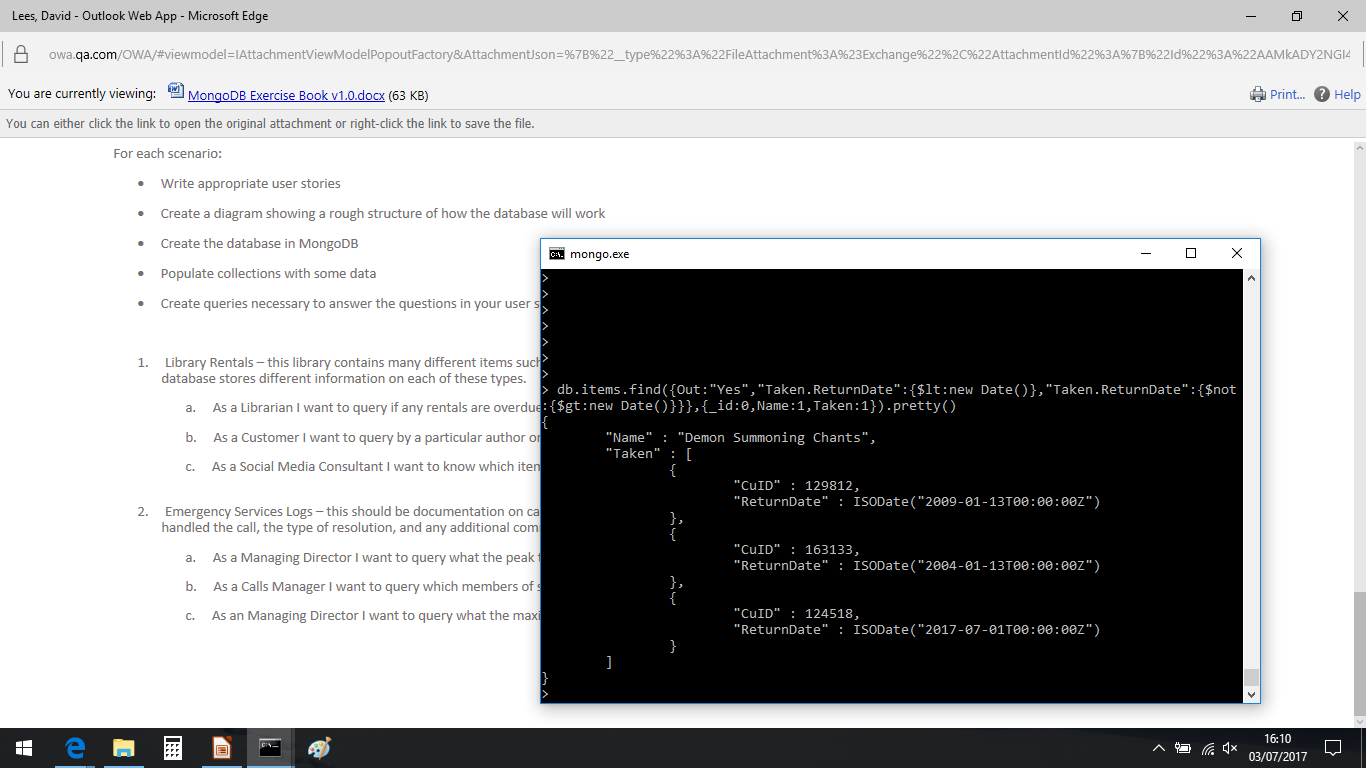 Lees, David - Outlook Web App - Microsoft Edge
owa.qa.com/OWA/#viewmodel=IAttachmentViewModelPopoutFactory&AttachmentJson=%7B%22__type%22%3A%22FileAttachment%3A%23Exchange%22%2C%22AttachmentId%22%3A%7B%22Id%22%3A%22AAMkADY2NGI4
You are currently viewing: MongoDB Exercise Book v1.0.docx (63 KB)
Print... Help
You can either click the link to open the original attachment or right-click the link to save the file.
For each scenario:
• Write appropriate user stories
• Create a diagram showing a rough structure of how the database will work
• Create the database in MongoDB
• Populate collections with some data
• Create queries necessary to answer the questions in your user s
1. Library Rentals – this library contains many different items such
database stores different information on each of these types.
a. As a Librarian I want to query if any rentals are overdue
b. As a Customer I want to query by a particular author or
c. As a Social Media Consultant I want to know which item
2. Emergency Services Logs – this should be documentation on ca
handled the call, the type of resolution, and any additional com
a. As a Managing Director I want to query what the peak t
b. As a Calls Manager I want to query which members of s
c. As an Managing Director I want to query what the maxi
mongo.exe
>
>
>
>
>
>
>
> db.items.find({Out:"Yes","Taken.ReturnDate":{$lt:new Date()},"Taken.ReturnDate":{$not
:{$gt:new Date()}}},{_id:0,Name:1,Taken:1}).pretty()
{
"Name" : "Demon Summoning Chants",
"Taken" : [
{
"CuID" : 129812,
"ReturnDate" : ISODate("2009-01-13T00:00:00Z")
},
{
"CuID" : 163133,
"ReturnDate" : ISODate("2004-01-13T00:00:00Z")
},
{
"CuID" : 124518,
"ReturnDate" : ISODate("2017-07-01T00:00:00Z")
}
]
}
>
16:10
03/07/2017